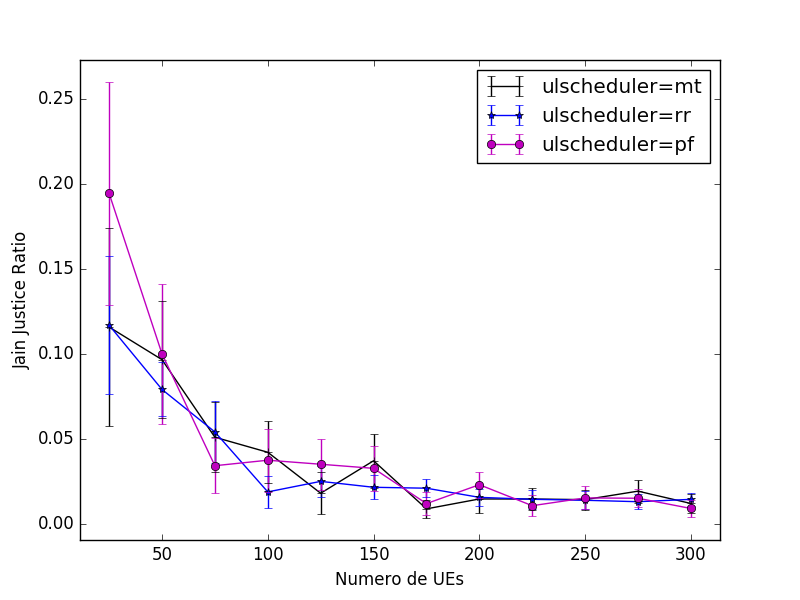 ulscheduler=mt
ulscheduler=rr
ulscheduler=pf
0.25
0.20
0.15
0.10
0.05
0.00
Jain Justice Ratio
50 100 150 200 250 300
Numero de UEs